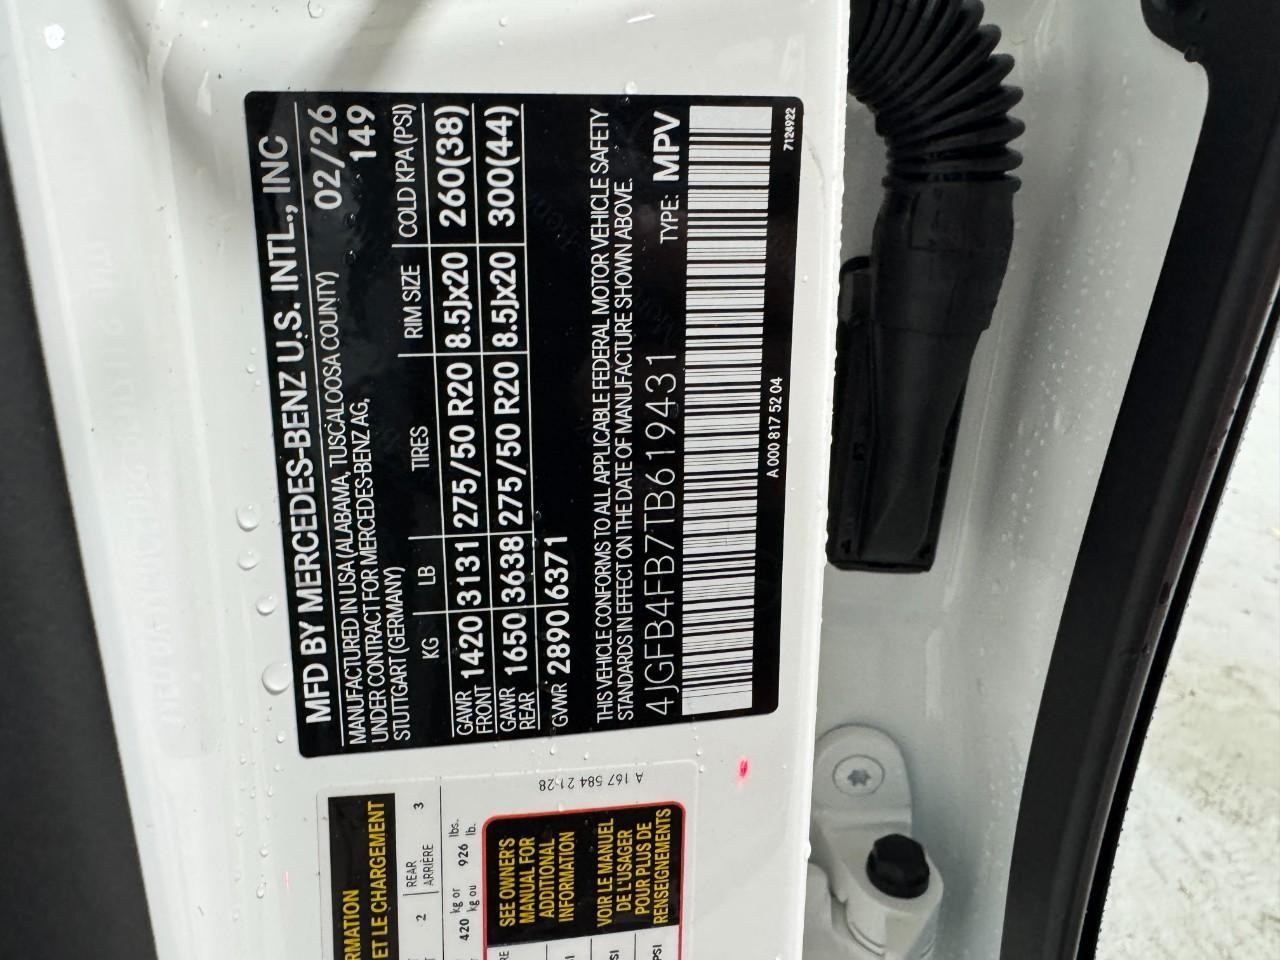 MFD BY MERCEDES-BENZ U.S. INTL., INC
MANUFACTURED IN USA (ALABAMA, TUSCALOOSA COUNTY) 02/26
UNDER CONTRACT FOR MERCEDES-BENZ AG, 149
STUTTGART (GERMANY)
KG LB TIRES RIM SIZE COLD KPA (PSI)
GAWR FRONT 1420 3131 275/50 R20 8.5Jx20 260(38)
GAWR REAR 1650 3638 275/50 R20 8.5Jx20 300(44)
GVWR 2890 6371
THIS VEHICLE CONFORMS TO ALL APPLICABLE FEDERAL MOTOR VEHICLE SAFETY
STANDARDS IN EFFECT ON THE DATE OF MANUFACTURE SHOWN ABOVE.
4JGFB4FB7TB619431 TYPE: MPV
A 000 817 52 04 7124922
A 167 584 21 28
RMATION
ET LE CHARGEMENT
2 REAR 3
ARRIÈRE
420 kg or 926 lbs.
kg ou lb.
SEE OWNER'S
MANUAL FOR
ADDITIONAL
INFORMATION
VOIR LE MANUEL
DE L'USAGER
POUR PLUS DE
RENSEIGNEMENTS